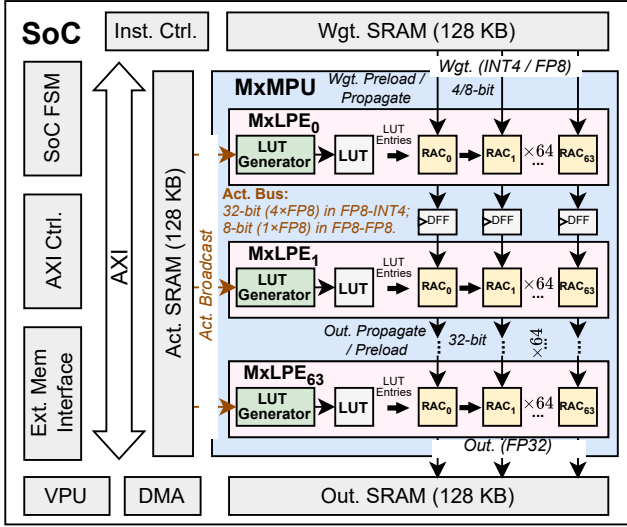 SoC
Inst. Ctrl.
Wgt. SRAM (128 KB)
SoC FSM
AXI Ctrl.
Ext. Mem
Interface
AXI
Act. SRAM (128 KB)
Act. Broadcast
MxMPU
Wgt. Preload /
Propagate
Wgt. (INT4 / FP8)
4/8-bit
MxLPE0
LUT
Generator
LUT
LUT
Entries
RAC0
RAC1
×64
...
RAC63
Act. Bus:
32-bit (4×FP8) in FP8-INT4;
8-bit (1×FP8) in FP8-FP8.
DFF
DFF
DFF
MxLPE1
LUT
Generator
LUT
LUT
Entries
RAC0
RAC1
×64
...
RAC63
Out. Propagate
/ Preload
32-bit
×64
...
MxLPE63
LUT
Generator
LUT
LUT
Entries
RAC0
RAC1
×64
...
RAC63
Out. (FP32)
VPU
DMA
Out. SRAM (128 KB)